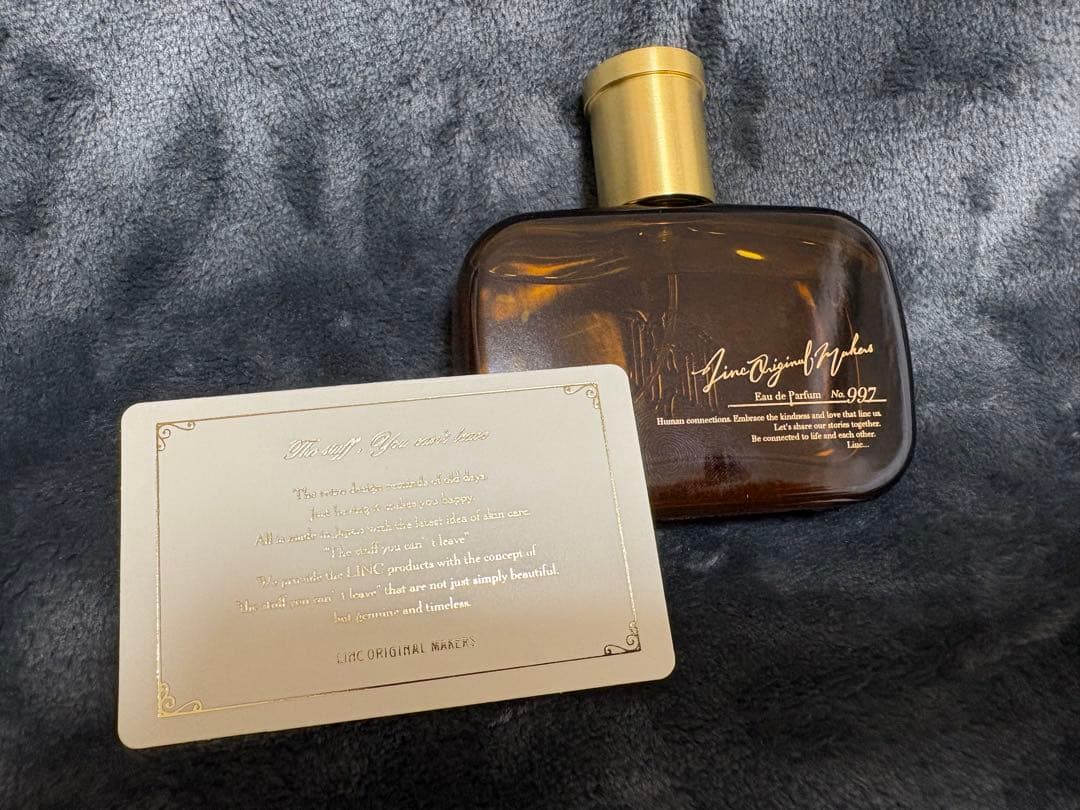 Linc Original Makers
Eau de Parfum No. 997
Human connections. Embrace the kindness and love that linc us.
Let's share our stories together.
Be connected to life and each other.
Linc...
The stuff, You can't leave
The retro design reminds of old days.
Just having it makes you happy.
All is made in Japan with the latest idea of skin care.
"The stuff you can't leave"
We provide the LINC products with the concept of
"the stuff you can't leave" that are not just simply beautiful.
but genuine and timeless.
LINC ORIGINAL MAKERS